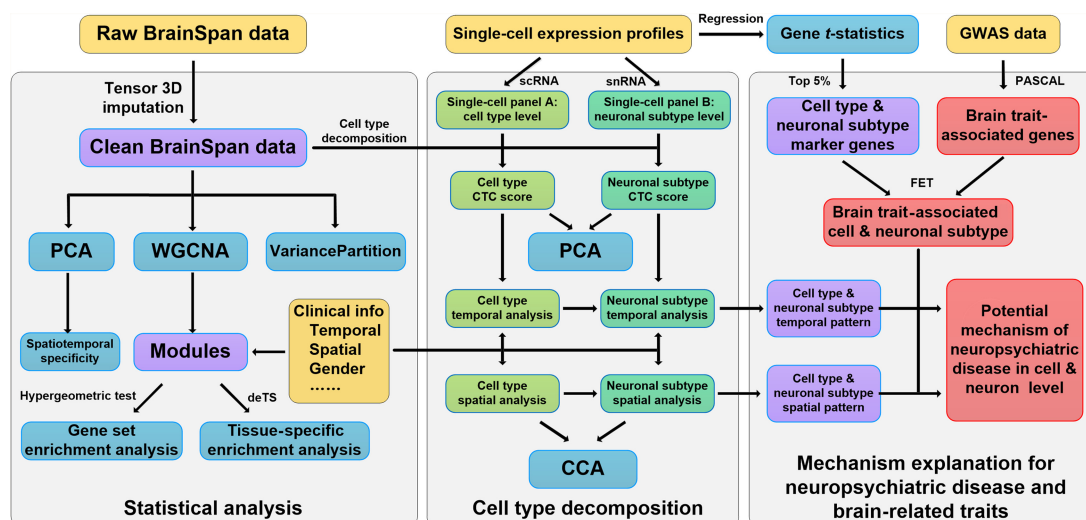 Raw BrainSpan data
Single-cell expression profiles
Regression
Gene t-statistics
GWAS data
Tensor 3D
imputation
Clean BrainSpan data
Cell type
decomposition
PCA
WGCNA
VariancePartition
Spatiotemporal
specificity
Modules
Clinical info
Temporal
Spatial
Gender
......
Hypergeometric test
deTS
Gene set
enrichment analysis
Tissue-specific
enrichment analysis
Statistical analysis
scRNA
snRNA
Single-cell panel A:
cell type level
Single-cell panel B:
neuronal subtype level
Cell type
CTC score
Neuronal subtype
CTC score
PCA
Cell type
temporal analysis
Neuronal subtype
temporal analysis
Cell type
spatial analysis
Neuronal subtype
spatial analysis
CCA
Cell type decomposition
Top 5%
PASCAL
Cell type &
neuronal subtype
marker genes
Brain trait-
associated genes
FET
Brain trait-associated
cell & neuronal subtype
Cell type &
neuronal subtype
temporal pattern
Cell type &
neuronal subtype
spatial pattern
Potential
mechanism of
neuropsychiatric
disease in cell &
neuron level
Mechanism explanation for
neuropsychiatric disease and
brain-related traits